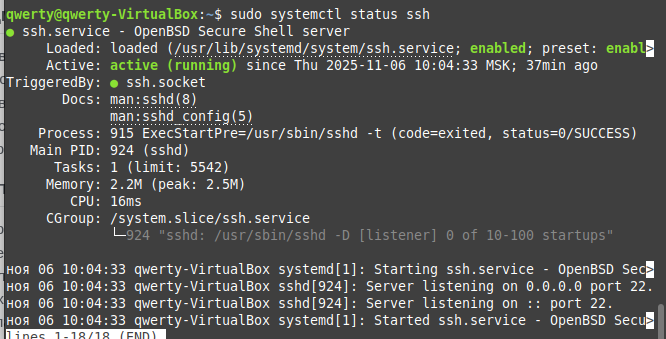 qwerty@qwerty-VirtualBox:~$ sudo systemctl status ssh
● ssh.service - OpenBSD Secure Shell server
Loaded: loaded (/usr/lib/systemd/system/ssh.service; enabled; preset: enabl>
Active: active (running) since Thu 2025-11-06 10:04:33 MSK; 37min ago
TriggeredBy: ● ssh.socket
Docs: man:sshd(8)
man:sshd_config(5)
Process: 915 ExecStartPre=/usr/sbin/sshd -t (code=exited, status=0/SUCCESS)
Main PID: 924 (sshd)
Tasks: 1 (limit: 5542)
Memory: 2.2M (peak: 2.5M)
CPU: 16ms
CGroup: /system.slice/ssh.service
└─924 "sshd: /usr/sbin/sshd -D [listener] 0 of 10-100 startups"
ноя 06 10:04:33 qwerty-VirtualBox systemd[1]: Starting ssh.service - OpenBSD Sec>
ноя 06 10:04:33 qwerty-VirtualBox sshd[924]: Server listening on 0.0.0.0 port 22.
ноя 06 10:04:33 qwerty-VirtualBox sshd[924]: Server listening on :: port 22.
ноя 06 10:04:33 qwerty-VirtualBox systemd[1]: Started ssh.service - OpenBSD Secu>
lines 1-18/18 (END)